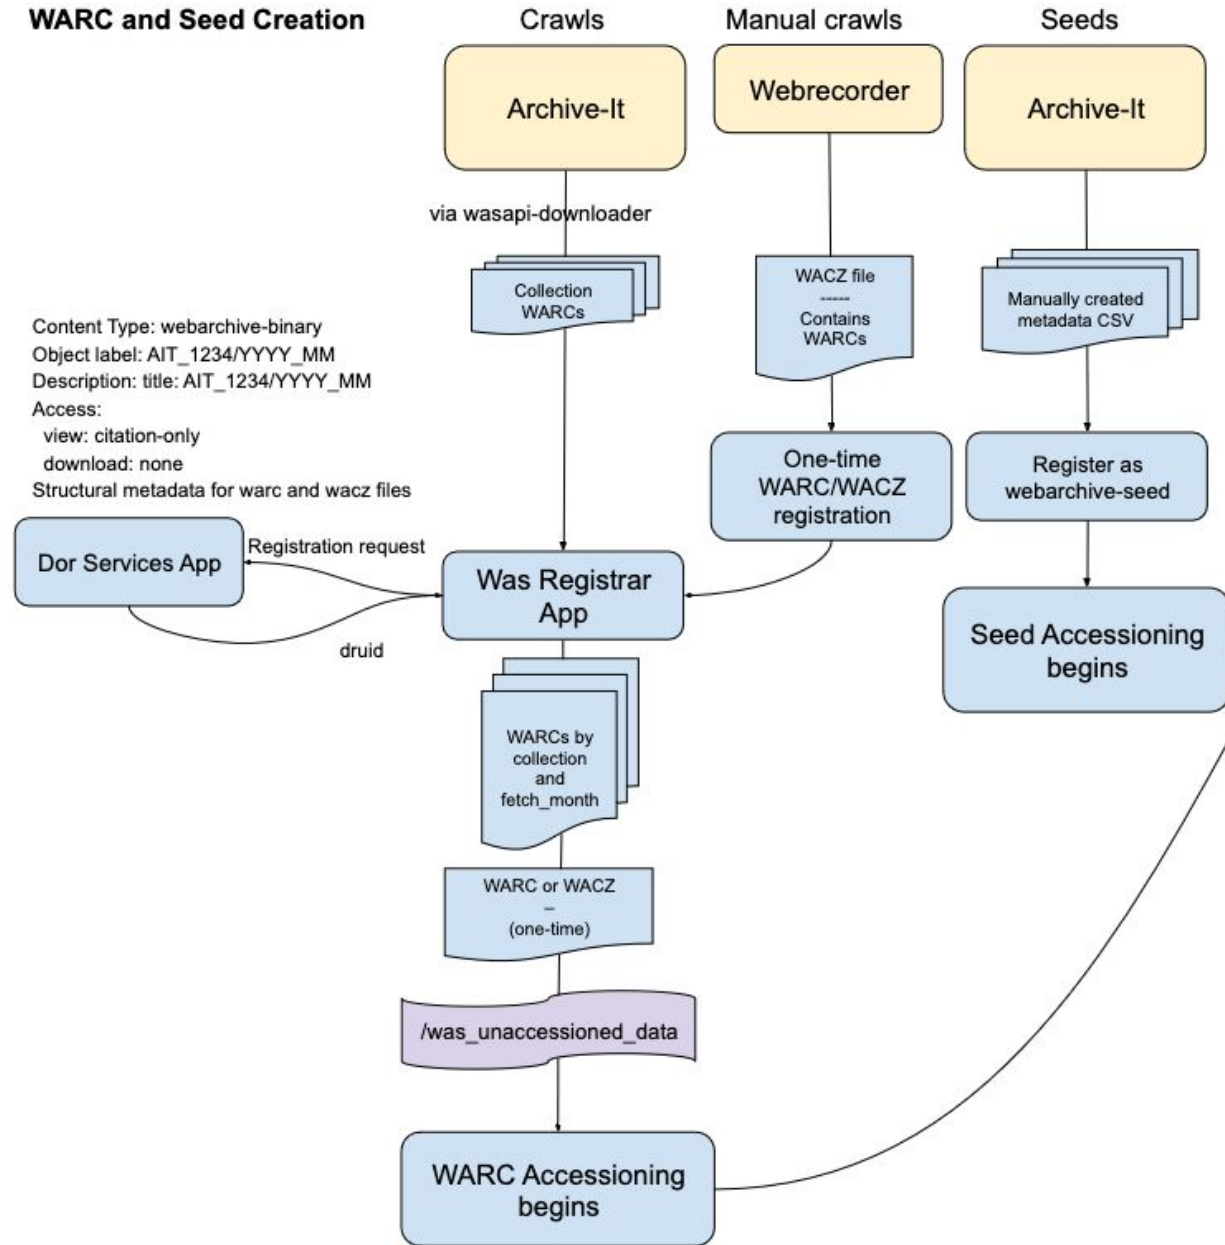 WARC and Seed Creation
Crawls
Manual crawls
Seeds
Archive-It
Webrecorder
Archive-It
via wasapi-downloader
Collection
WARCs
WACZ file
-----
Contains
WARCs
Manually created
metadata CSV
Content Type: webarchive-binary
Object label: AIT_1234/YYYY_MM
Description: title: AIT_1234/YYYY_MM
Access:
view: citation-only
download: none
Structural metadata for warc and wacz files
One-time
WARC/WACZ
registration
Register as
webarchive-seed
Dor Services App
Registration request
Was Registrar
App
druid
Seed Accessioning
begins
WARCs by
collection
and
fetch_month
WARC or WACZ
–
(one-time)
/was_unaccessioned_data
WARC Accessioning
begins